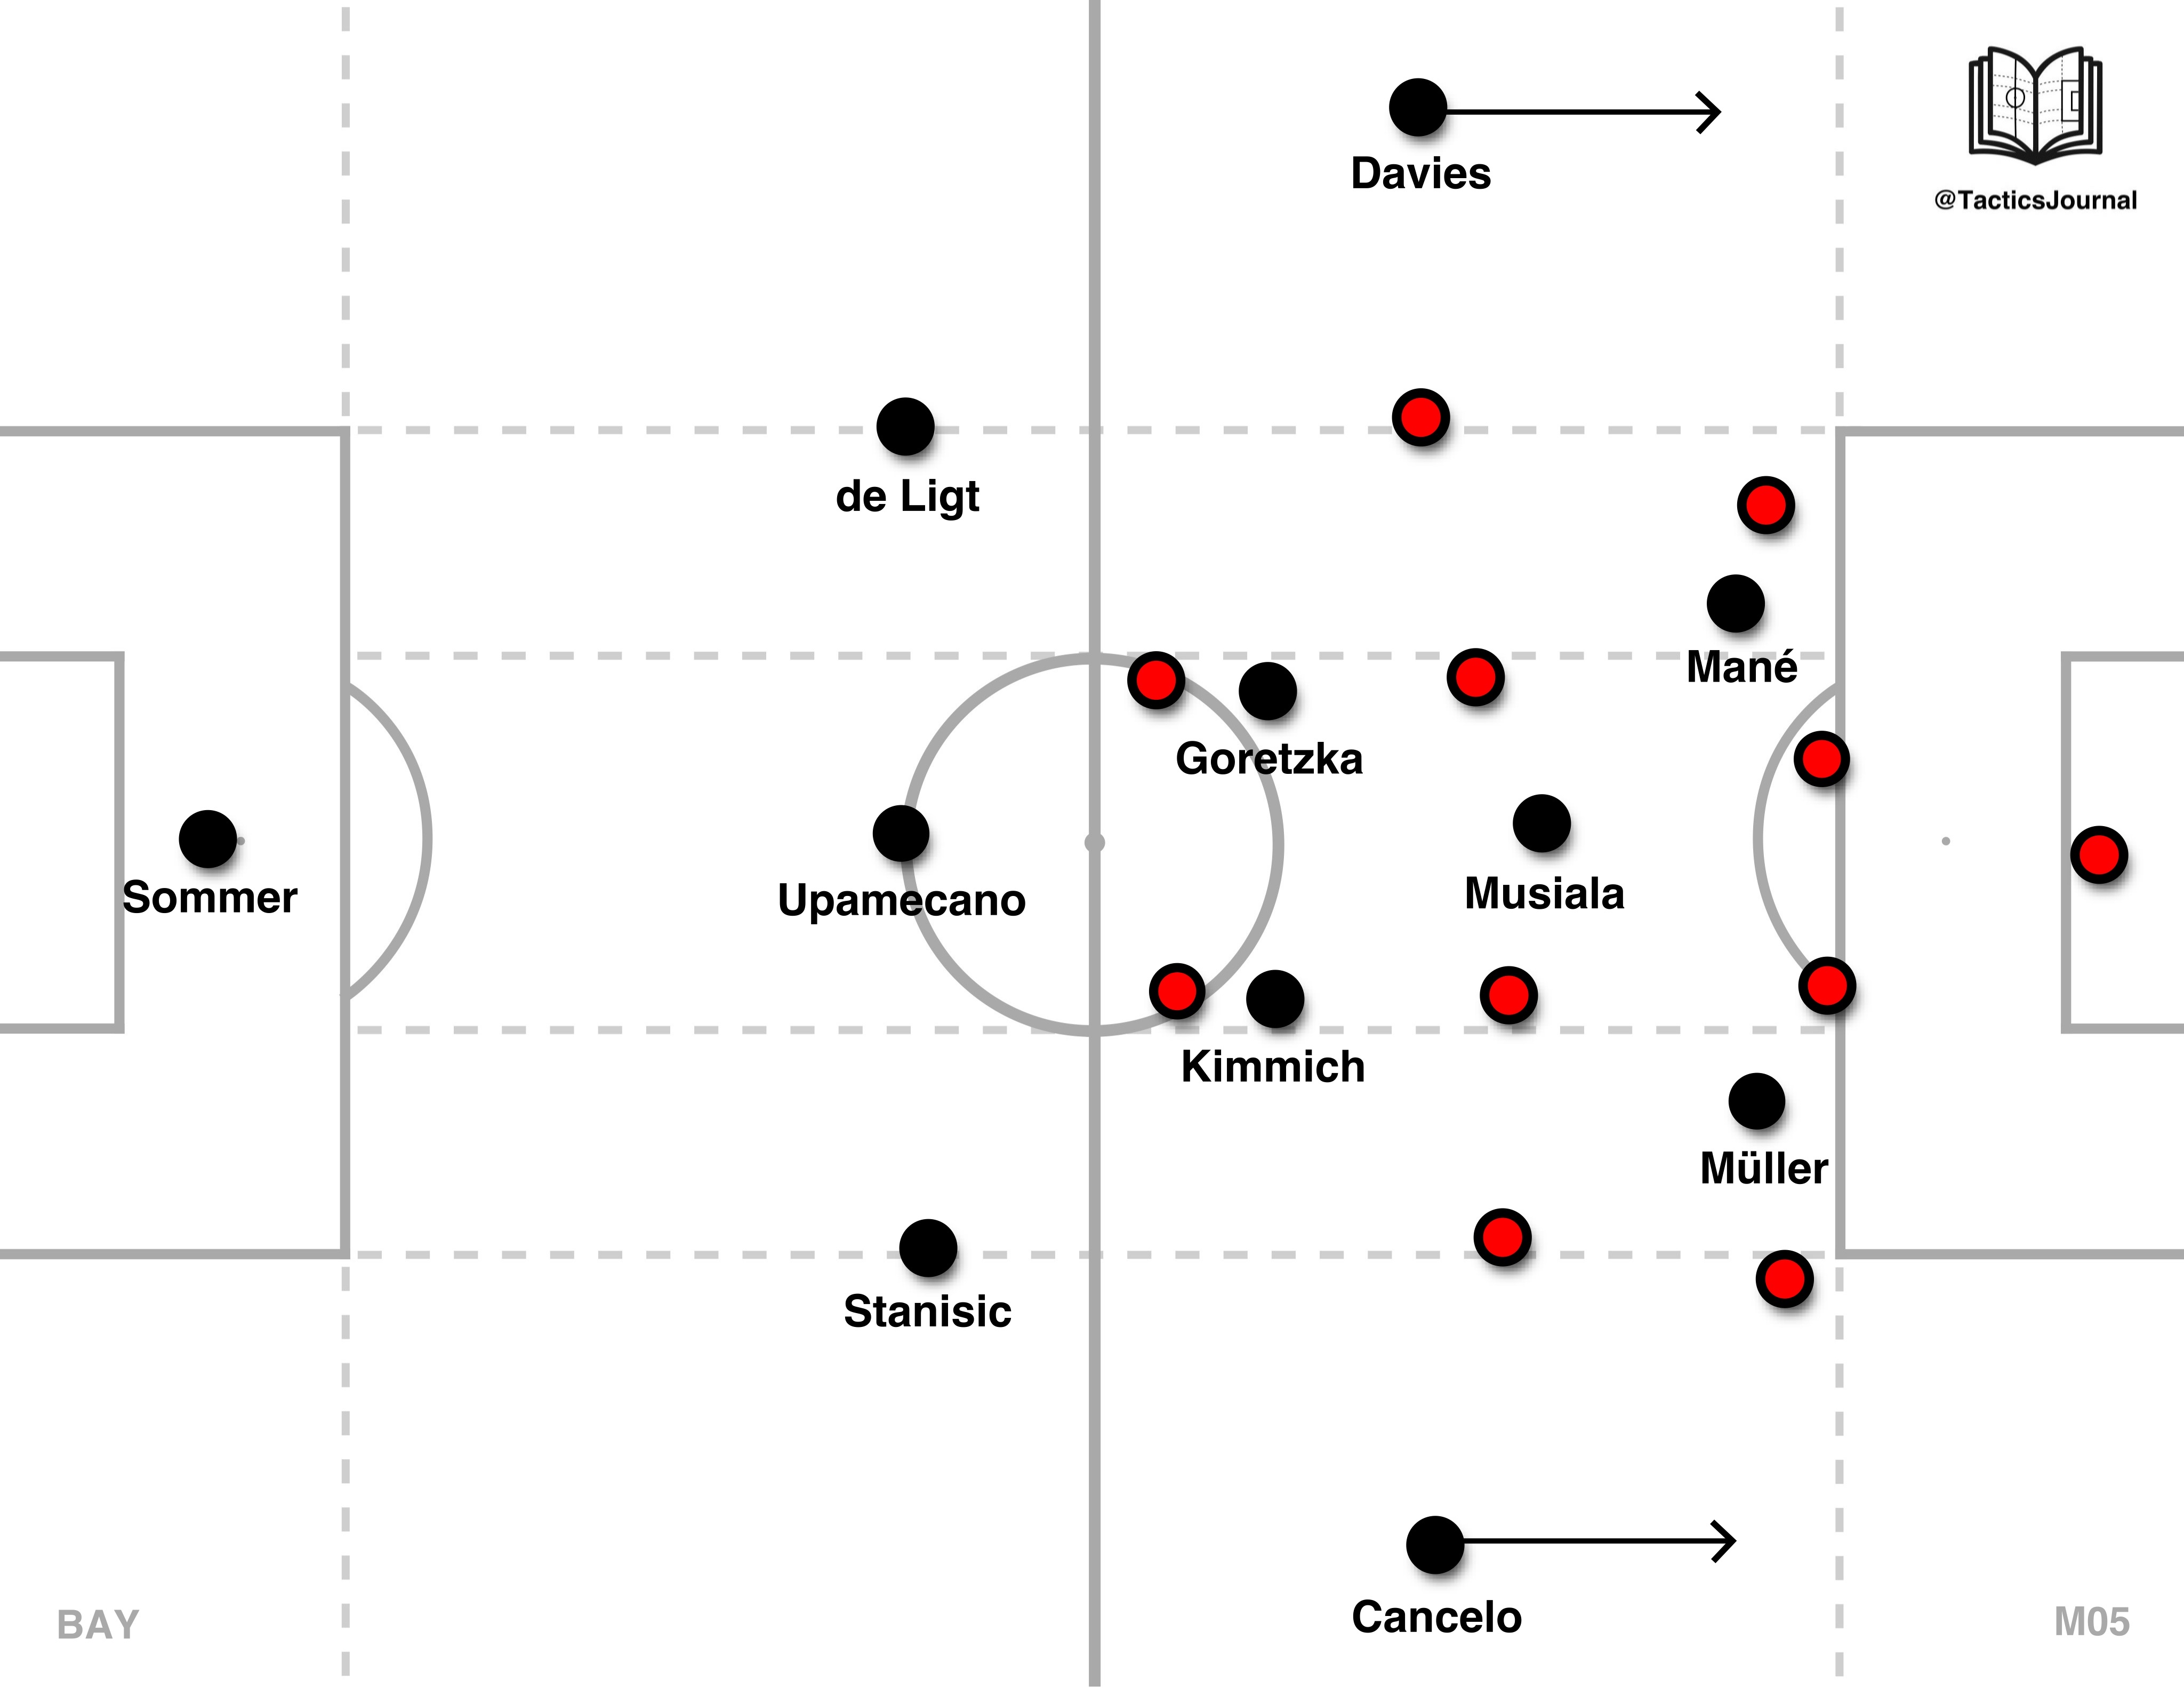 Davies
@TacticsJournal
de Ligt
Mané
Goretzka
Sommer
Upamecano
Musiala
Kimmich
Müller
Stanisic
Cancelo
BAY
M05